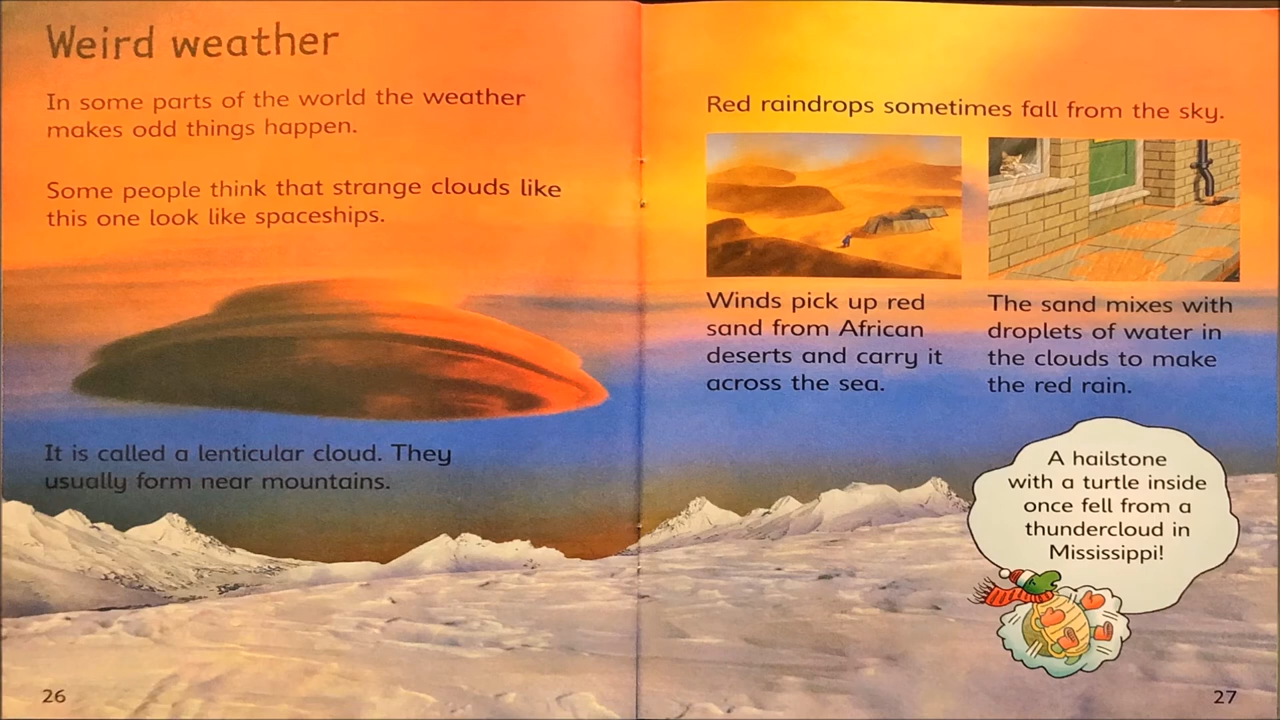 Weird weather
In some parts of the world the weather
makes odd things happen.
Some people think that strange clouds like
this one look like spaceships.
It is called a lenticular cloud. They
usually form near mountains.
26
Red raindrops sometimes fall from the sky.
Winds pick up red
sand from African
deserts and carry it
across the sea.
The sand mixes with
droplets of water in
the clouds to make
the red rain.
A hailstone
with a turtle inside
once fell from a
thundercloud in
Mississippi!
27